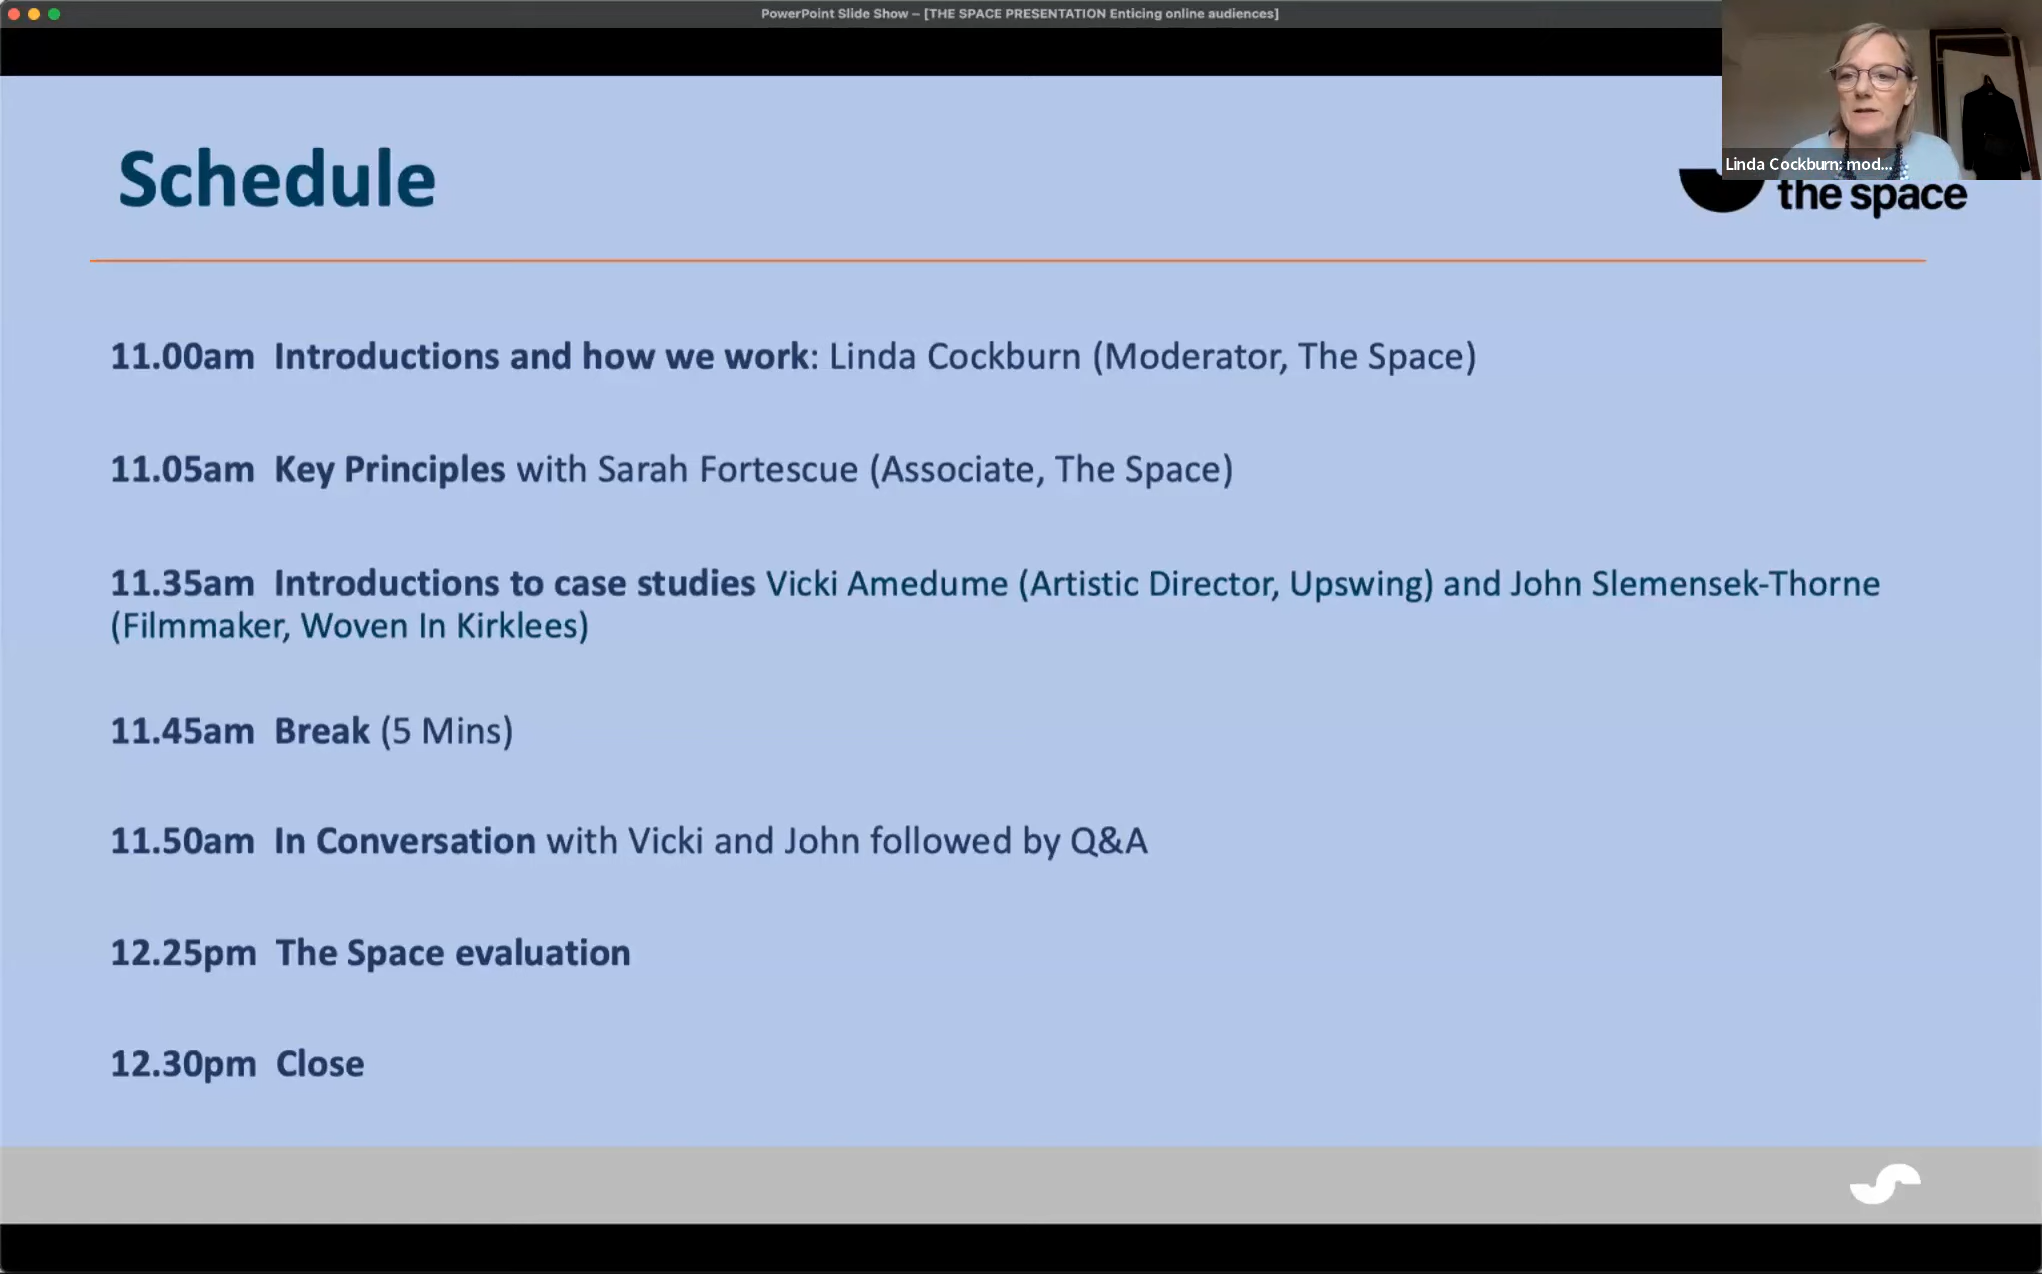 PowerPoint Slide Show – [THE SPACE PRESENTATION Enticing online audiences]
Linda Cockburn: mod...
Schedule
the space
11.00am Introductions and how we work: Linda Cockburn (Moderator, The Space)
11.05am Key Principles with Sarah Fortescue (Associate, The Space)
11.35am Introductions to case studies Vicki Amedume (Artistic Director, Upswing) and John Slemensek-Thorne
(Filmmaker, Woven In Kirklees)
11.45am Break (5 Mins)
11.50am In Conversation with Vicki and John followed by Q&A
12.25pm The Space evaluation
12.30pm Close